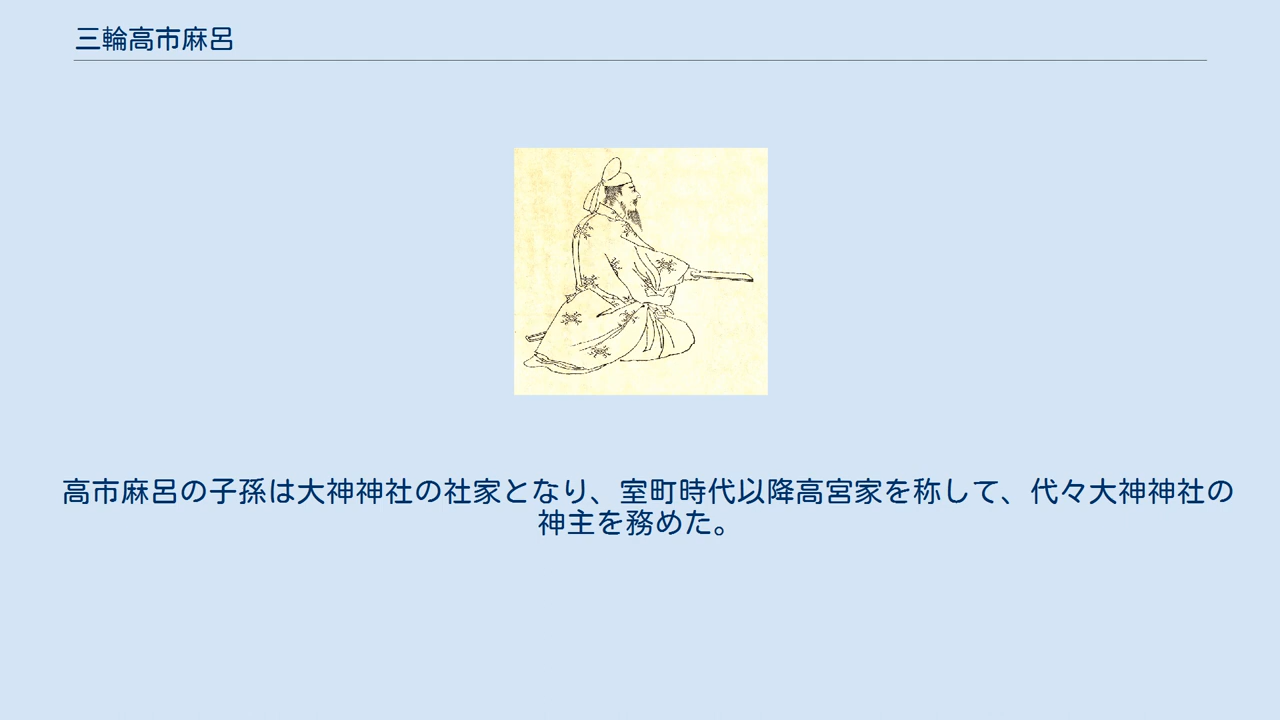 三輪高市麻呂
高市麻呂の子孫は大神神社の社家となり、室町時代以降高宮家を称して、代々大神神社の
神主を務めた。